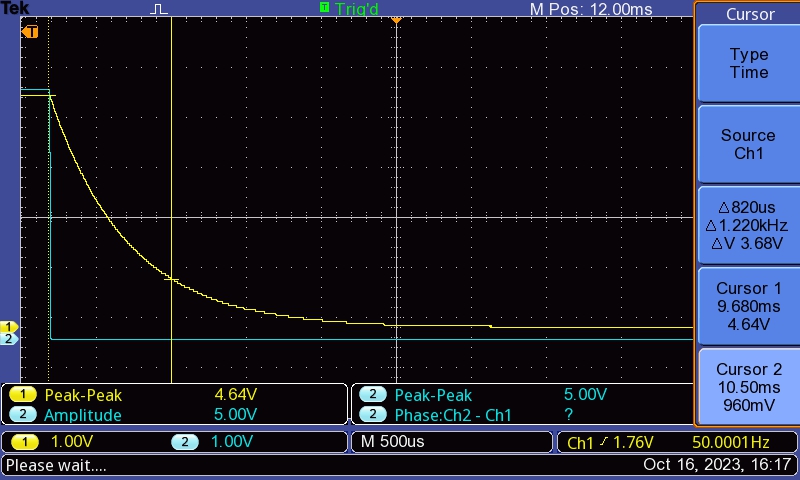 Tek
Trig'd
M Pos: 12.00ms
Cursor
T
Type
Time
Source
Ch1
Δ820us
Δ1.220kHz
ΔV 3.68V
Cursor 1
9.680ms
4.64V
Cursor 2
10.50ms
960mV
1
2
1 Peak-Peak 4.64V
2 Amplitude 5.00V
2 Peak-Peak 5.00V
2 Phase:Ch2 - Ch1 ?
1 1.00V 2 1.00V
M 500us
Ch1 1.76V 50.0001Hz
Please wait....
Oct 16, 2023, 16:17